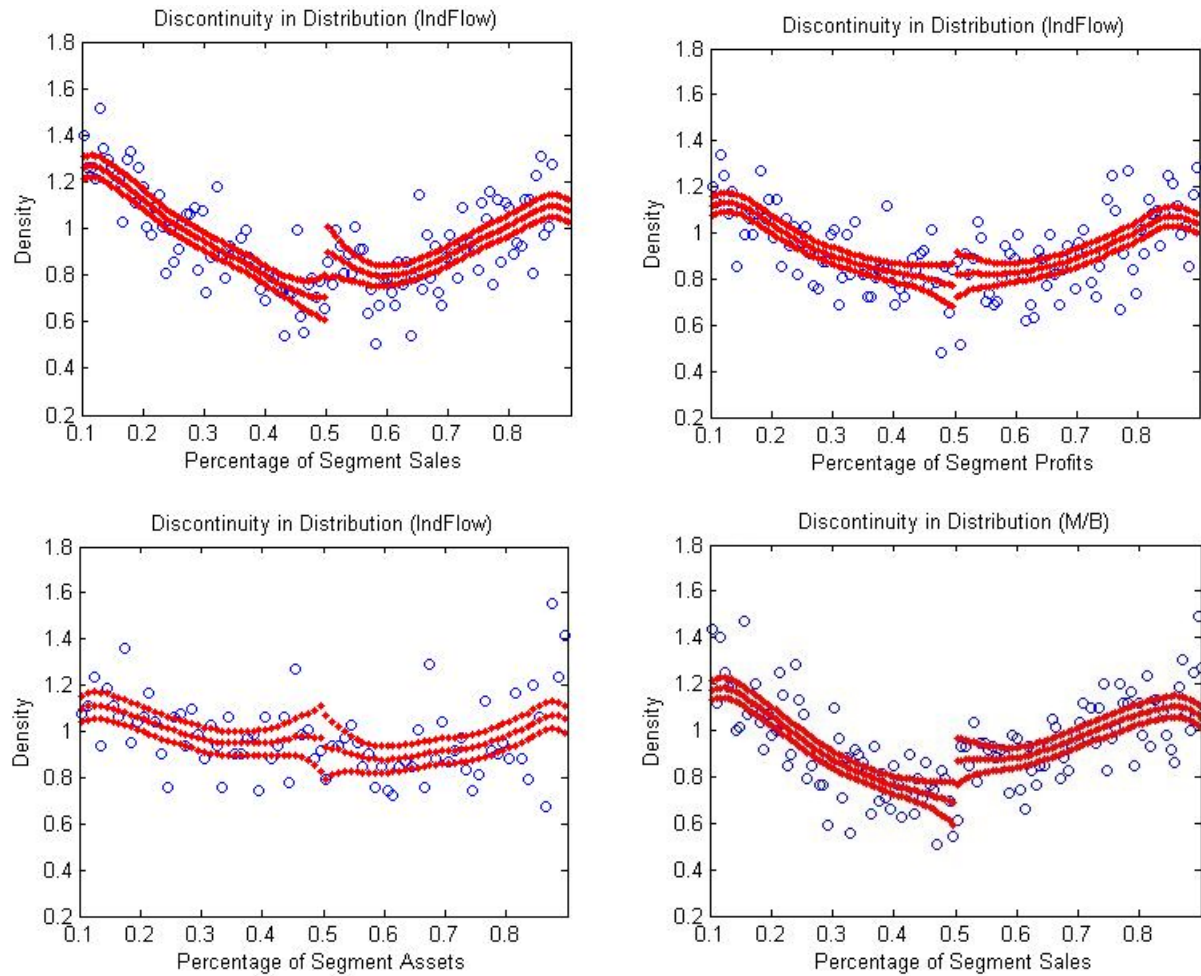 Discontinuity in Distribution (IndFlow)
1.8
1.6
1.4
1.2
1
0.8
0.6
0.4
0.2
Density
0.1 0.2 0.3 0.4 0.5 0.6 0.7 0.8
Percentage of Segment Sales
Discontinuity in Distribution (IndFlow)
1.8
1.6
1.4
1.2
1
0.8
0.6
0.4
0.2
Density
0.1 0.2 0.3 0.4 0.5 0.6 0.7 0.8
Percentage of Segment Profits
Discontinuity in Distribution (IndFlow)
1.8
1.6
1.4
1.2
1
0.8
0.6
0.4
0.2
Density
0.1 0.2 0.3 0.4 0.5 0.6 0.7 0.8
Percentage of Segment Assets
Discontinuity in Distribution (M/B)
1.8
1.6
1.4
1.2
1
0.8
0.6
0.4
0.2
Density
0.1 0.2 0.3 0.4 0.5 0.6 0.7 0.8
Percentage of Segment Sales